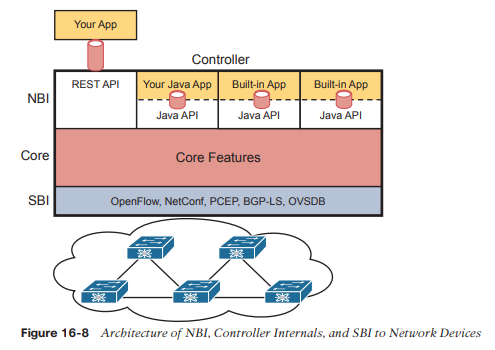 Your App
Controller
NBI
REST API
Your Java App
Built-in App
Built-in App
Java API
Java API
Java API
Core
Core Features
SBI
OpenFlow, NetConf, PCEP, BGP-LS, OVSDB
Figure 16-8 Architecture of NBI, Controller Internals, and SBI to Network Devices